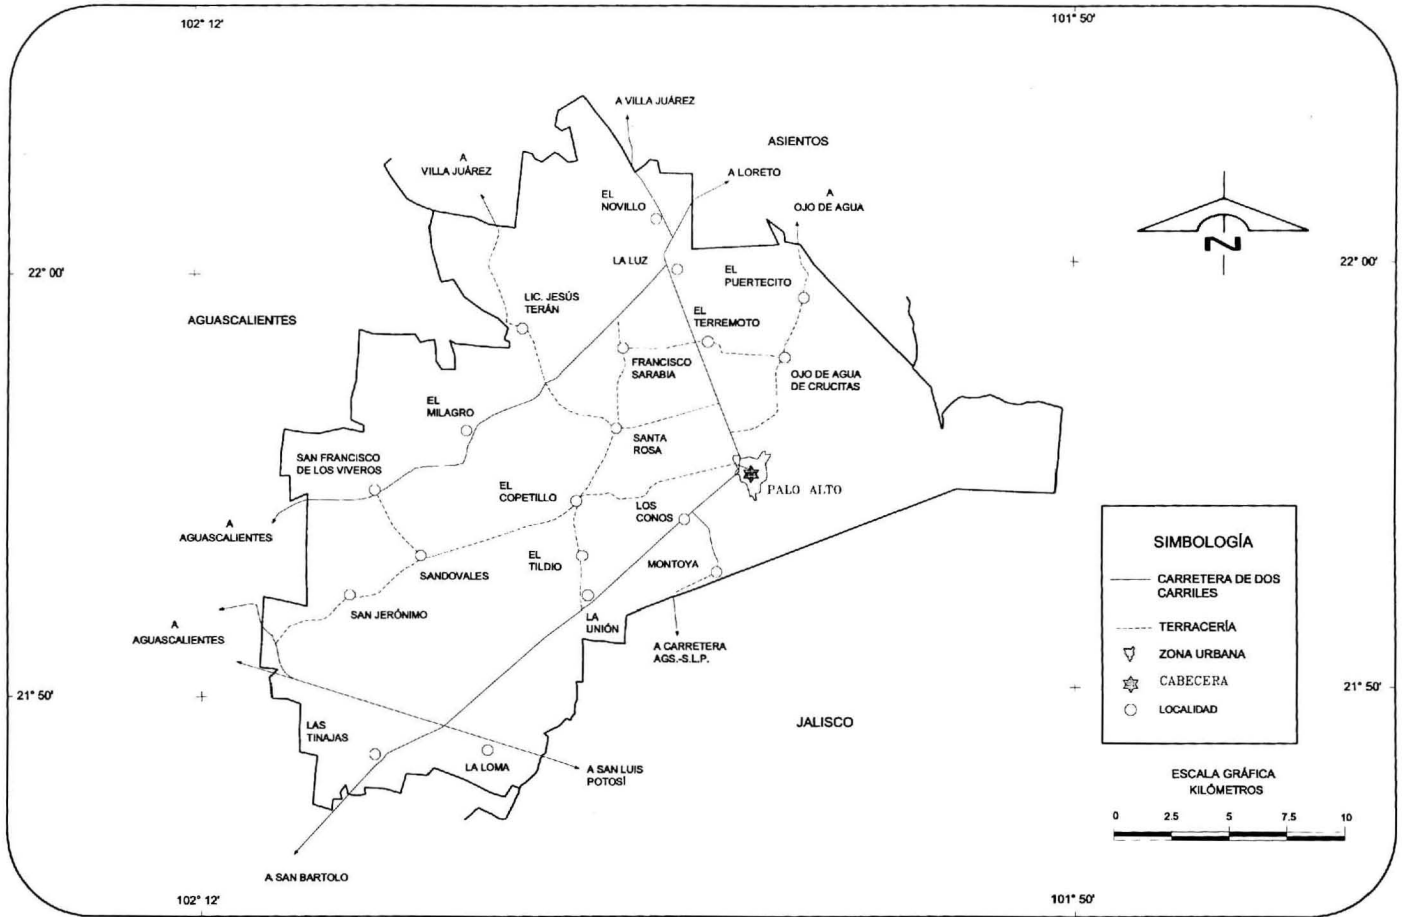 102° 12'
101° 50'
A VILLA JUÁREZ
ASIENTOS
A
VILLA JUÁREZ
A LORETO
A
OJO DE AGUA
EL
NOVILLO
N
LA LUZ
22° 00'
EL
PUERTECITO
22° 00'
LIC. JESÚS
TERÁN
AGUASCALIENTES
EL
TERREMOTO
FRANCISCO
SARABIA
OJO DE AGUA
DE CRUCITAS
EL
MILAGRO
SANTA
ROSA
SAN FRANCISCO
DE LOS VIVEROS
EL
COPETILLO
PALO ALTO
LOS
CONOS
A
AGUASCALIENTES
SANDOVALES
EL
TILDIO
MONTOYA
SAN JERÓNIMO
LA
UNIÓN
A
AGUASCALIENTES
A CARRETERA
AGS.-S.L.P.
SIMBOLOGÍA
CARRETERA DE DOS
CARRILES
TERRACERÍA
ZONA URBANA
CABECERA
LOCALIDAD
21° 50'
21° 50'
JALISCO
LAS
TINAJAS
LA LOMA
A SAN LUIS
POTOSÍ
ESCALA GRÁFICA
KILÓMETROS
0 2.5 5 7.5 10
A SAN BARTOLO
102° 12'
101° 50'